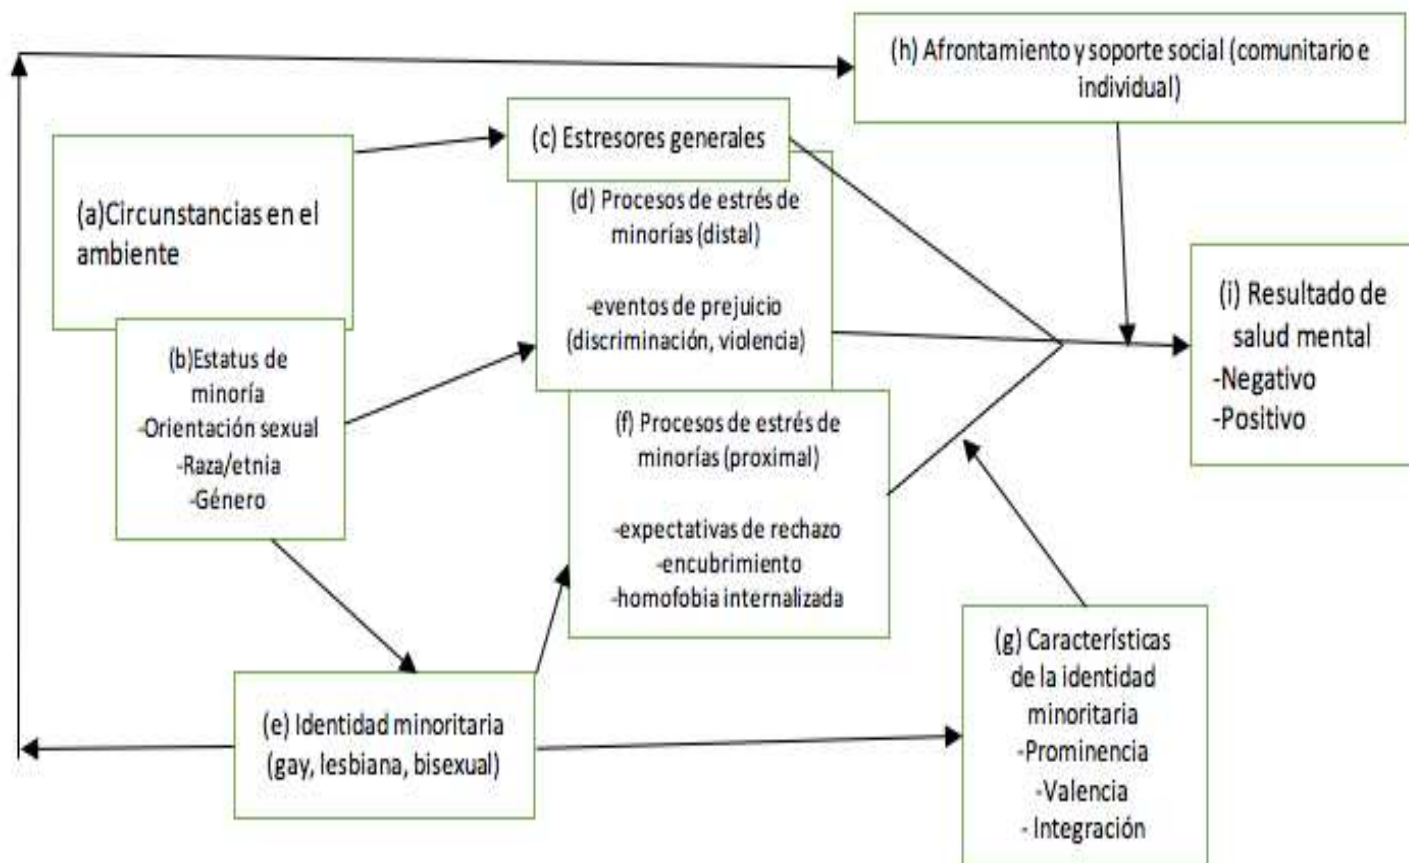 (h) Afrontamiento y soporte social (comunitario e
individual)
(c) Estresores generales
(a)Circunstancias en el
ambiente
(d) Procesos de estrés de
minorías (distal)
-eventos de prejuicio
(discriminación, violencia)
(i) Resultado de
salud mental
-Negativo
-Positivo
(b)Estatus de
minoría
-Orientación sexual
-Raza/etnia
-Género
(f) Procesos de estrés de
minorías (proximal)
-expectativas de rechazo
-encubrimiento
-homofobia internalizada
(e) Identidad minoritaria
(gay, lesbiana, bisexual)
(g) Características
de la identidad
minoritaria
-Prominencia
-Valencia
- Integración